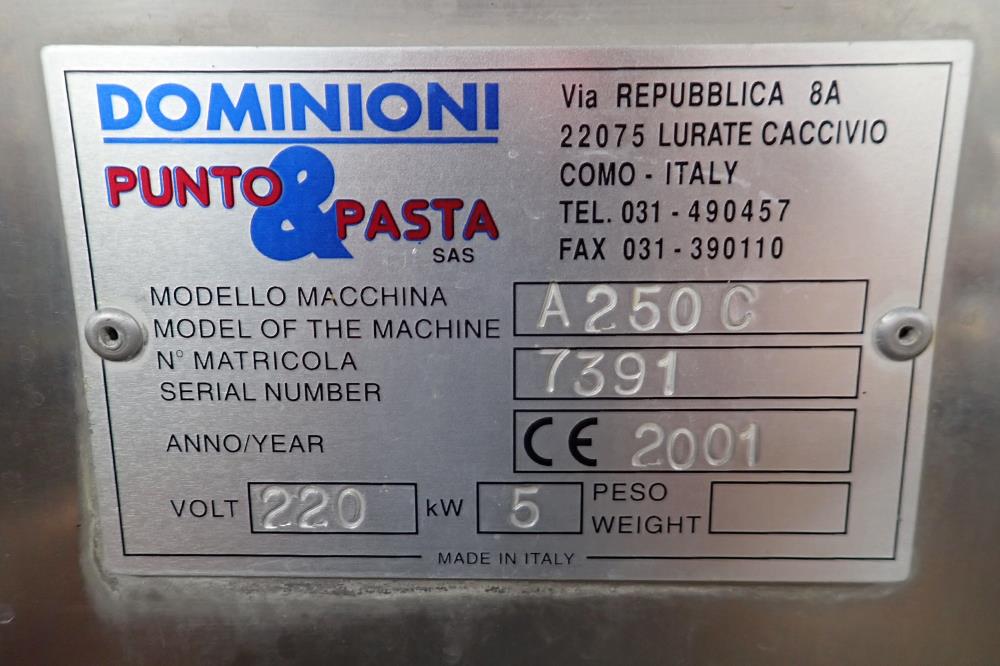 DOMINIONI
PUNTO & PASTA
SAS
Via REPUBBLICA 8A
22075 LURATE CACCIVIO
COMO - ITALY
TEL. 031 - 490457
FAX 031 - 390110
MODELLO MACCHINA
MODEL OF THE MACHINE
A250C
N° MATRICOLA
SERIAL NUMBER
7391
ANNO/YEAR
CE 2001
VOLT 220 kW 5 PESO
WEIGHT
MADE IN ITALY